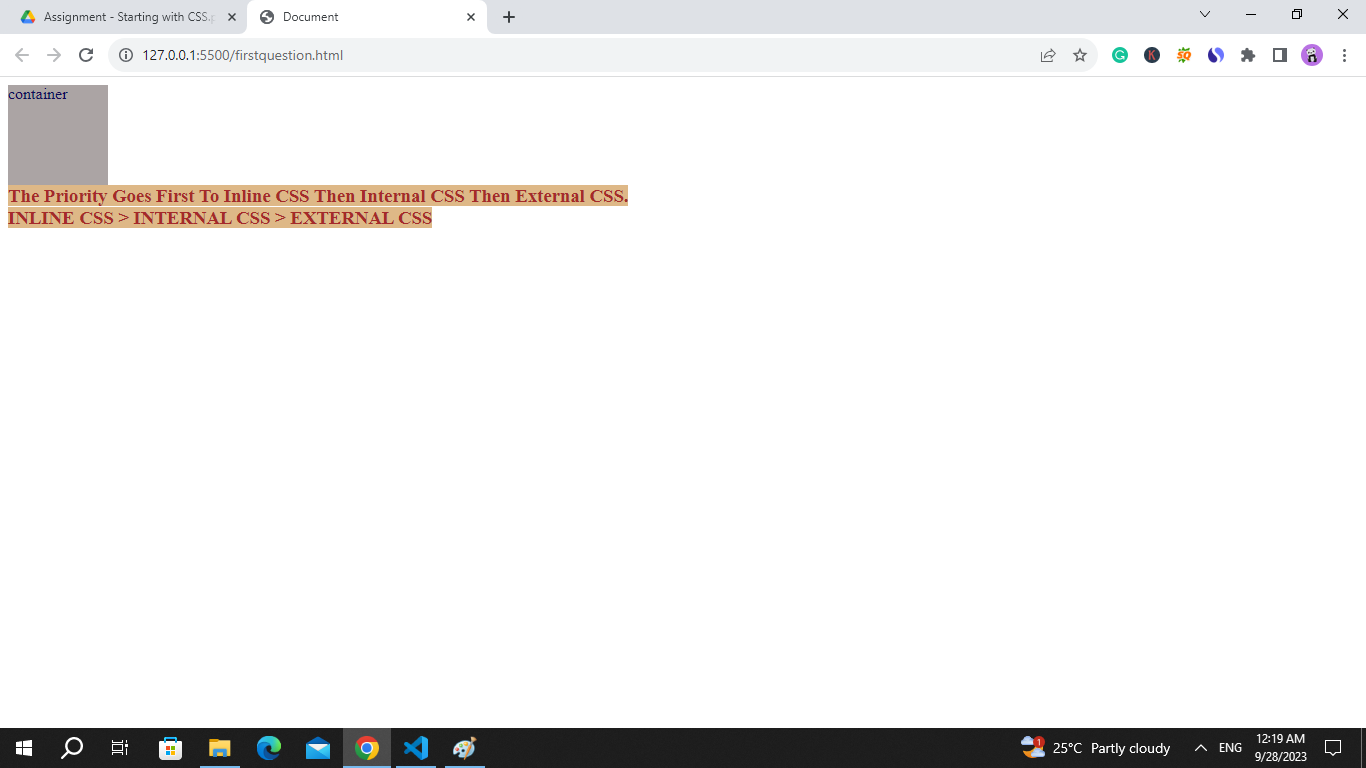 Assignment - Starting with CSS.p
Document
127.0.0.1:5500/firstquestion.html
container
The Priority Goes First To Inline CSS Then Internal CSS Then External CSS.
INLINE CSS > INTERNAL CSS > EXTERNAL CSS
1
25°C Partly cloudy
ENG
12:19 AM
9/28/2023